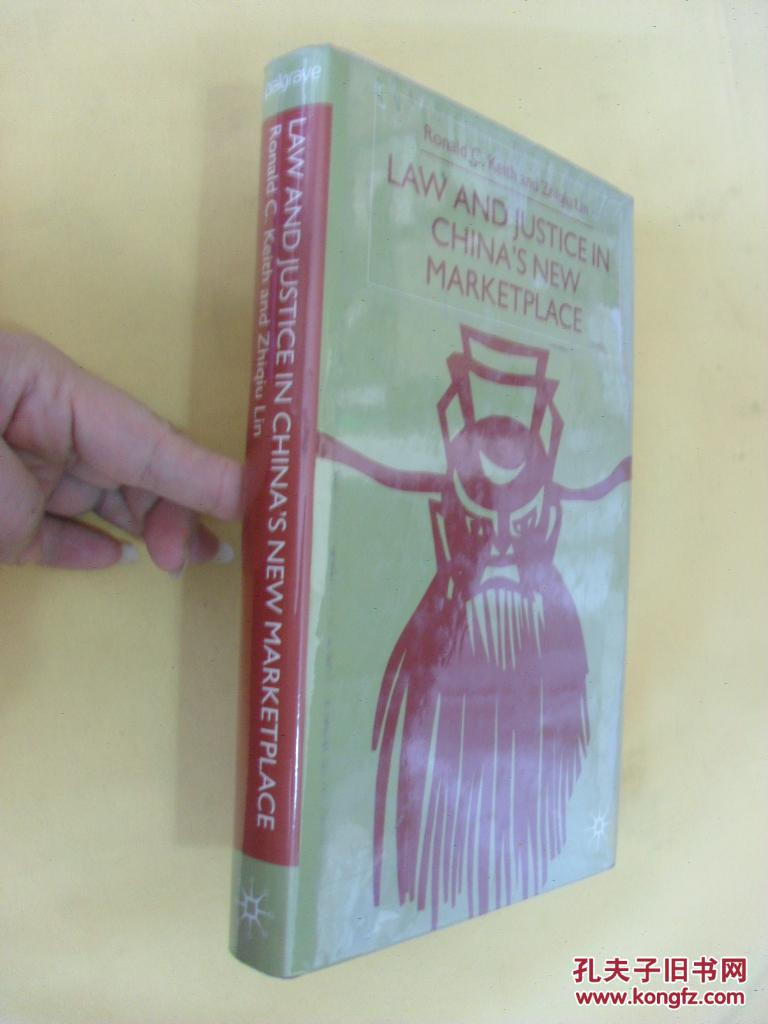 palgrave
LAW AND JUSTICE IN CHINA'S NEW MARKETPLACE
Ronald C. Keith and Zhiqiu Lin
Ronald C. Keith and Zhiqiu Lin
LAW AND JUSTICE IN
CHINA'S NEW
MARKETPLACE
孔夫子旧书网
www.kongfz.com